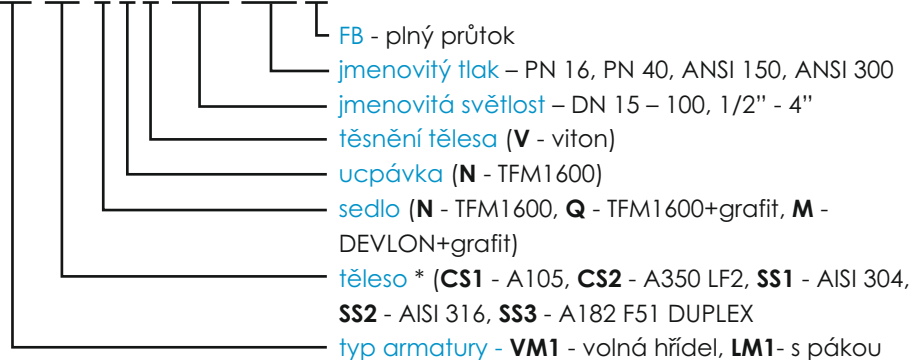 FB - plný průtok
jmenovitý tlak – PN 16, PN 40, ANSI 150, ANSI 300
jmenovitá světlost – DN 15 – 100, 1/2” - 4”
těsnění tělesa (V - viton)
ucpávka (N - TFM1600)
sedlo (N - TFM1600, Q - TFM1600+grafit, M -
DEVLON+grafit)
těleso * (CS1 - A105, CS2 - A350 LF2, SS1 - AISI 304,
SS2 - AISI 316, SS3 - A182 F51 DUPLEX
typ armatury - VM1 - volná hřídel, LM1- s pákou